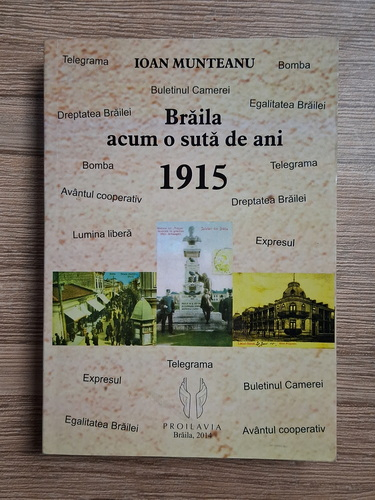 Telegrama
IOAN MUNTEANU
Bomba
Buletinul Camerei
Egalitatea Brăilei
Dreptatea Brăilei
Brăila
acum o sută de ani
Bomba
1915
Telegrama
Avântul cooperativ
Dreptatea Brăilei
Lumina liberă
Expresul
Telegrama
Expresul
Buletinul Camerei
Egalitatea Brăilei
PROILAVIA
Brăila, 2014
Avântul cooperativ